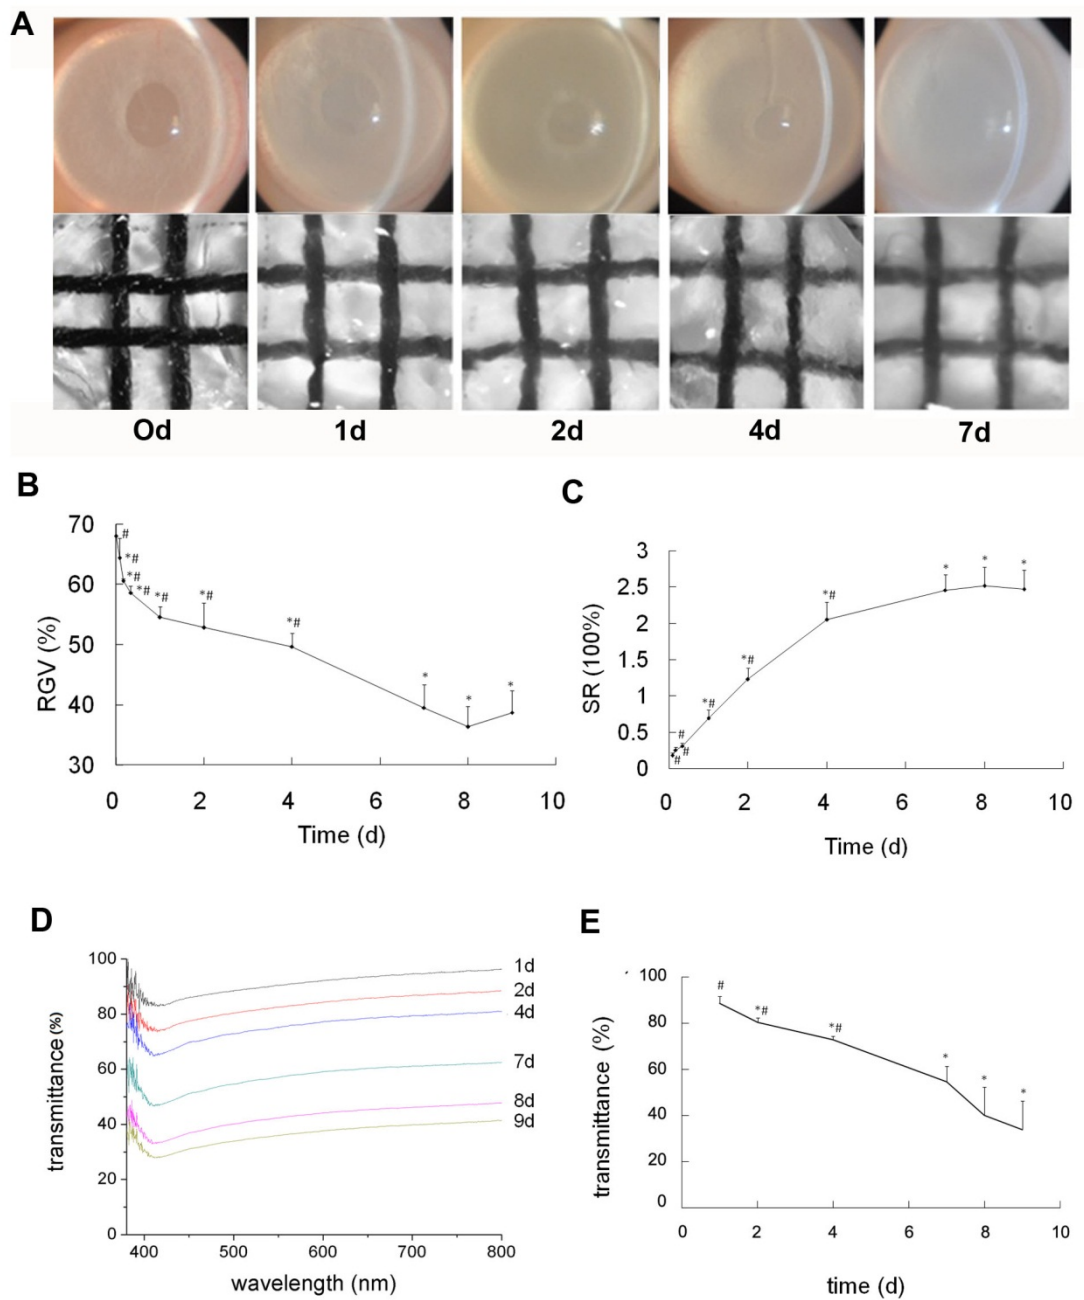 A
Od 1d 2d 4d 7d
B
70
60
50
40
30
RGV (%)
# *# *# *# *# *# *# * * *
0 2 4 6 8 10
Time (d)
C
3
2.5
2
1.5
1
0.5
0
SR (100%)
# # # *# *# *# * * *
0 2 4 6 8 10
Time (d)
D
100
80
60
40
20
0
transmittance (%)
1d
2d
4d
7d
8d
9d
400 500 600 700 800
wavelength (nm)
E
100
80
60
40
20
0
transmittance (%)
# *# *# * * *
0 2 4 6 8 10
time (d)